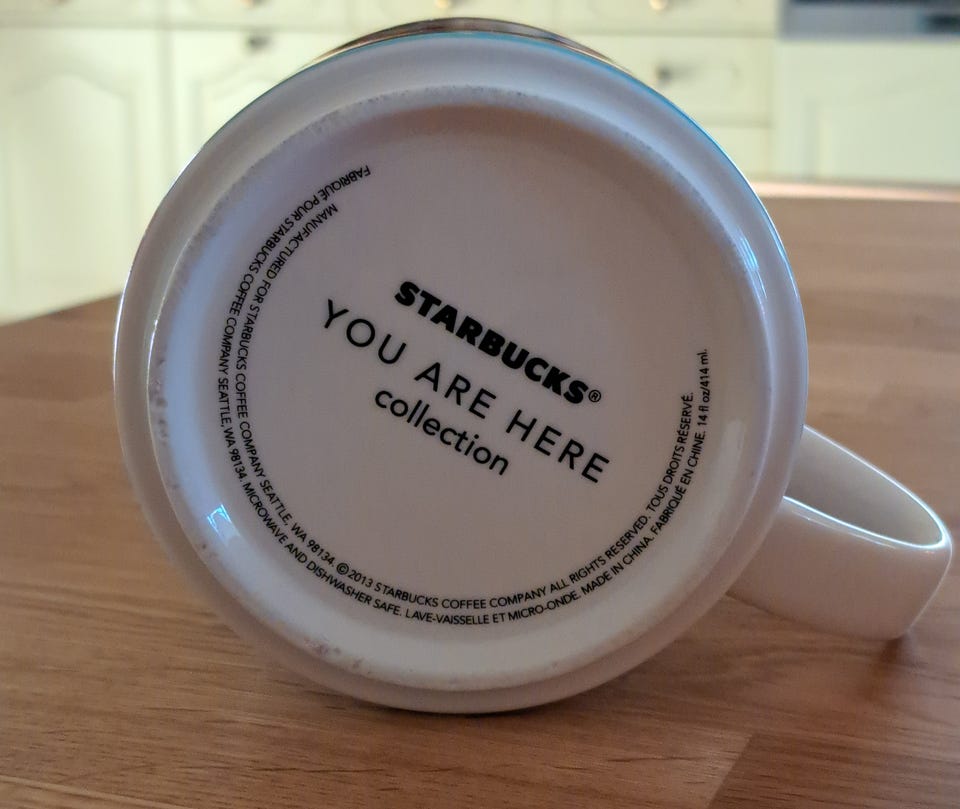 STARBUCKS®
YOU ARE HERE
collection
MANUFACTURED FOR STARBUCKS COFFEE COMPANY SEATTLE, WA 98134. ©2013 STARBUCKS COFFEE COMPANY ALL RIGHTS RESERVED. TOUS DROITS RÉSERVÉ.
FABRIQUÉ POUR STARBUCKS COFFEE COMPANY SEATTLE, WA 98134. MICROWAVE AND DISHWASHER SAFE. LAVE-VAISSELLE ET MICRO-ONDE. MADE IN CHINA. FABRIQUÉ EN CHINE. 14 fl oz/414 ml.